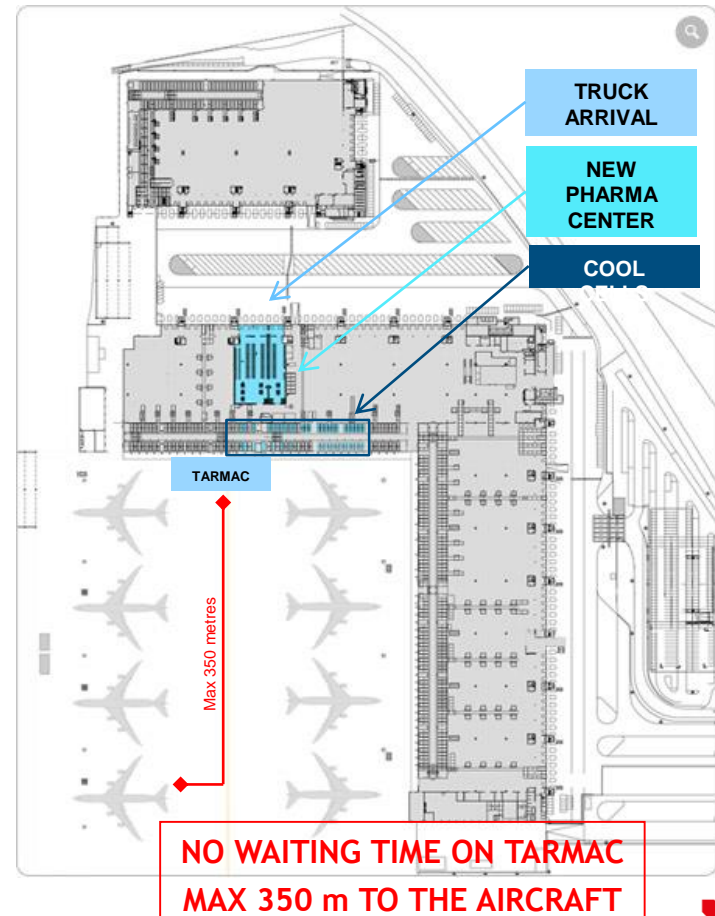 TRUCK
ARRIVAL
NEW
PHARMA
CENTER
COOL
CELLS
TARMAC
Max 350 metres
NO WAITING TIME ON TARMAC
MAX 350 m TO THE AIRCRAFT